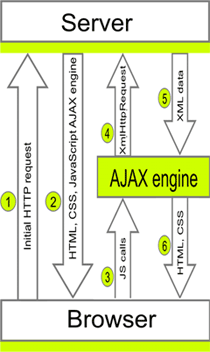 Server
1
Initial HTTP request
2
HTML, CSS, JavaScript AJAX engine
4
XmlHttpRequest
5
XML data
AJAX engine
3
JS calls
6
HTML, CSS
Browser